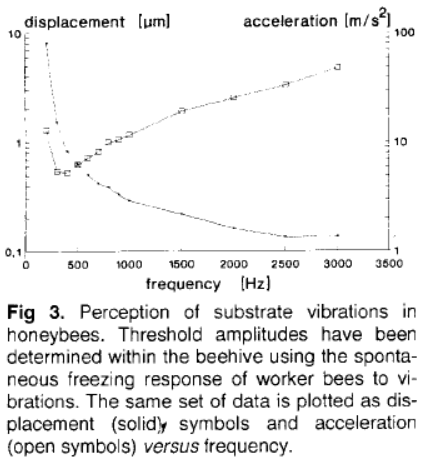 displacement [µm] acceleration [m/s²]
10 100
1 10
0,1 1
0 500 1000 1500 2000 2500 3000 3500
frequency [Hz]
Fig 3. Perception of substrate vibrations in
honeybees. Threshold amplitudes have been
determined within the beehive using the sponta-
neous freezing response of worker bees to vi-
brations. The same set of data is plotted as dis-
placement (solid), symbols and acceleration
(open symbols) versus frequency.